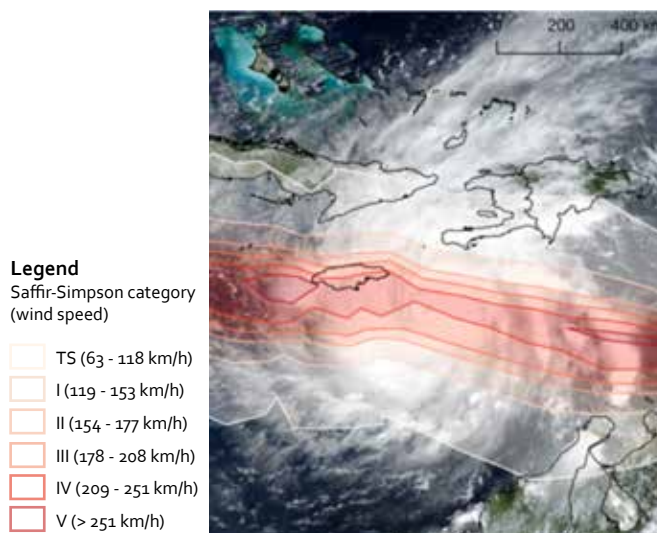 0 200 400 km
Legend
Saffir-Simpson category
(wind speed)
TS (63 - 118 km/h)
I (119 - 153 km/h)
II (154 - 177 km/h)
III (178 - 208 km/h)
IV (209 - 251 km/h)
V (> 251 km/h)